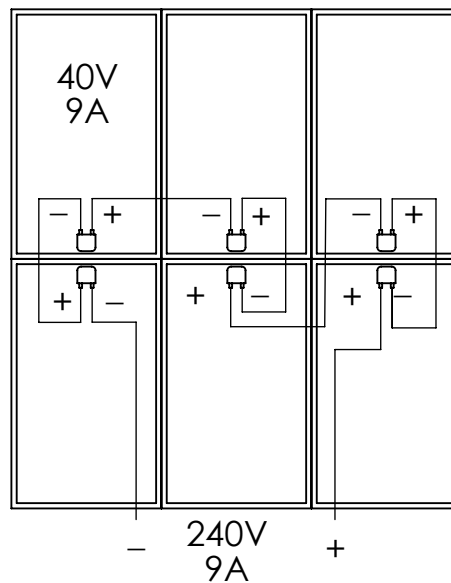 40V
9A
− + − + − +
+ − + − + −
− 240V +
9A